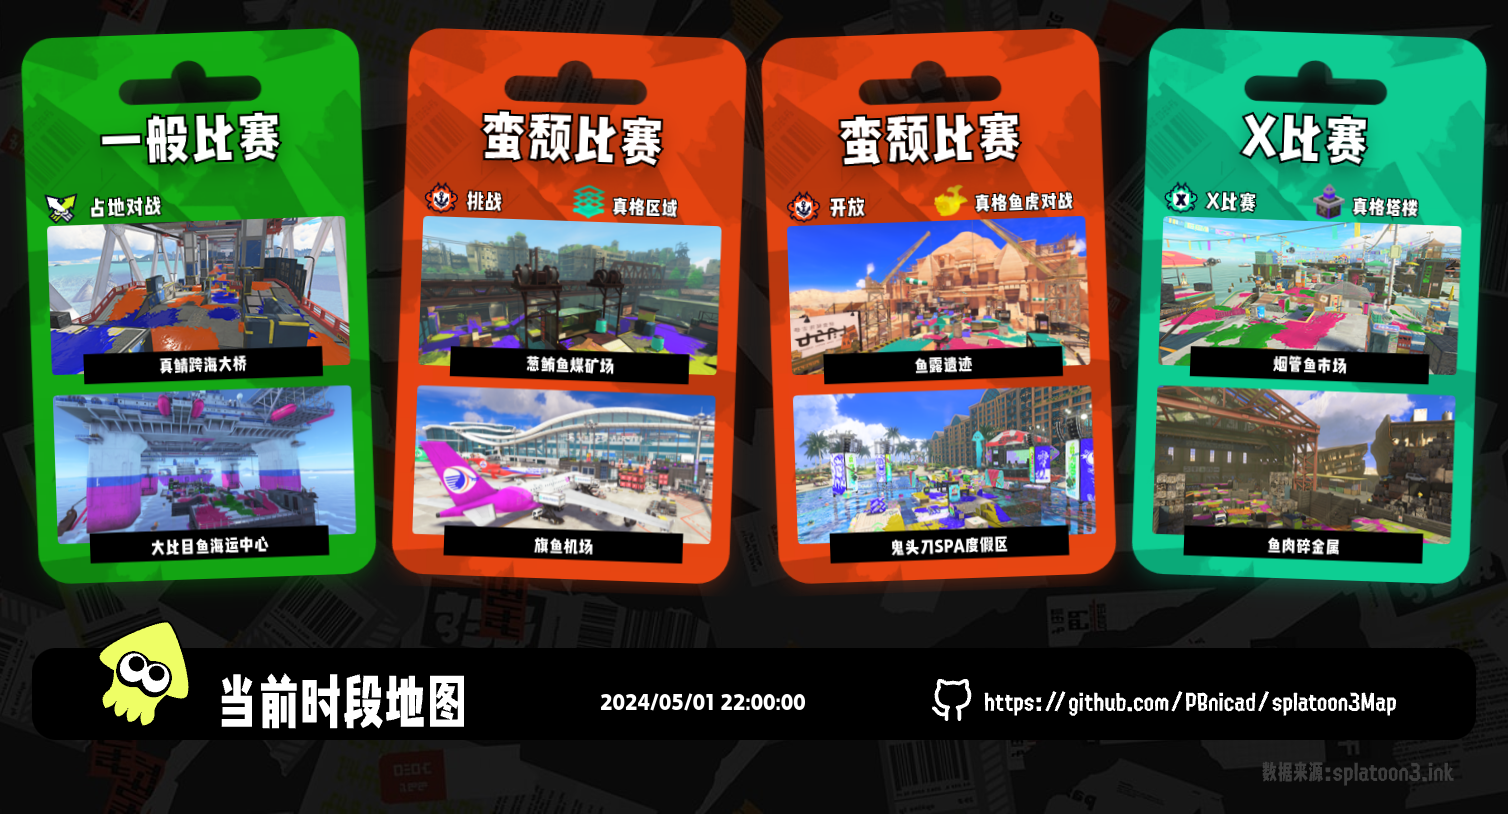 一般比赛
占地对战
真鲭跨海大桥
大比目鱼海运中心
蛮颓比赛
挑战
真格区域
葱鲔鱼煤矿场
旗鱼机场
蛮颓比赛
开放
真格鱼虎对战
鱼露遗迹
鬼头刀SPA度假区
X比赛
X比赛
真格塔楼
烟管鱼市场
鱼肉碎金属
当前时段地图
2024/05/01 22:00:00
https://github.com/PBnicad/splatoon3Map
数据来源:splatoon3.ink